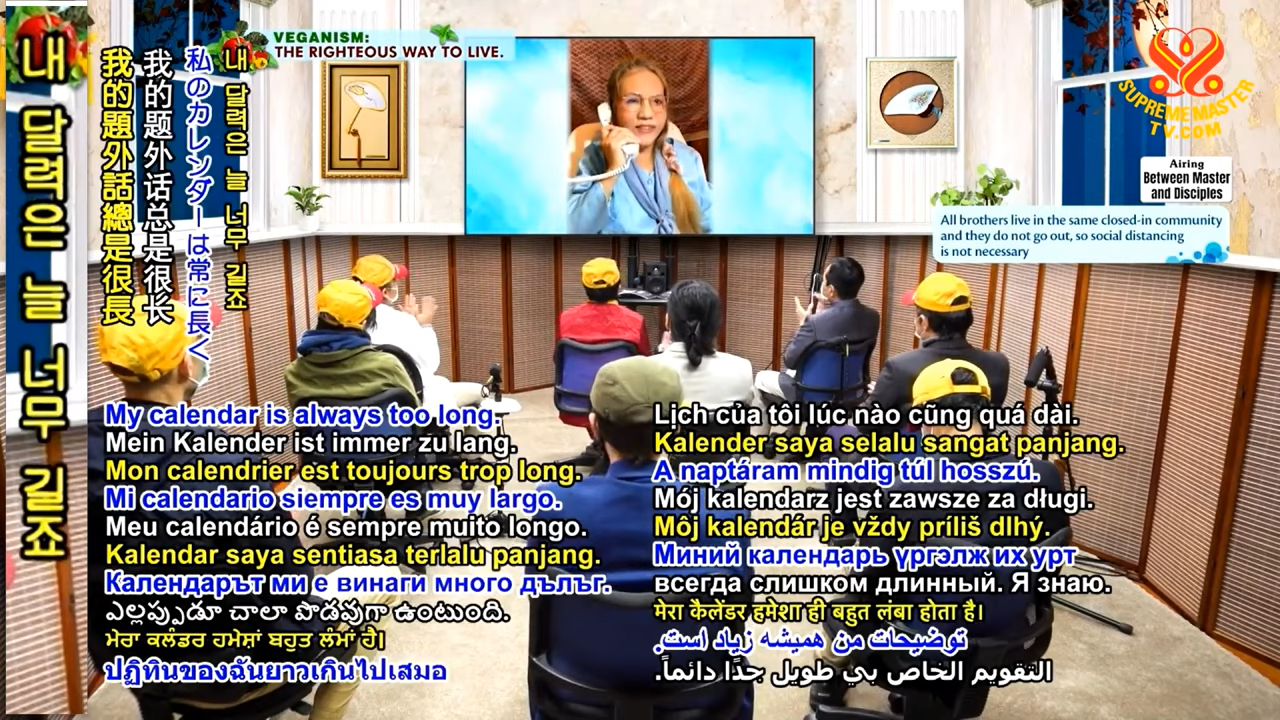 내 달력은 늘 너무 길죠
我的題外話總是很長
我的题外话总是很长
私のカレンダーは常に長く
내 달력은 늘 너무 길죠
VEGANISM:
THE RIGHTEOUS WAY TO LIVE.
SUPREME MASTER
TV.COM
Airing
Between Master
and Disciples
All brothers live in the same closed-in community
and they do not go out, so social distancing
is not necessary
My calendar is always too long.
Mein Kalender ist immer zu lang.
Mon calendrier est toujours trop long.
Mi calendario siempre es muy largo.
Meu calendário é sempre muito longo.
Kalendar saya sentiasa terlalu panjang.
Календарът ми е винаги много дълъг.
ఎల్లప్పుడూ చాలా పొడవుగా ఉంటుంది.
ਮੇਰਾ ਕਲੰਡਰ ਹਮੇਸ਼ਾਂ ਬਹੁਤ ਲੰਮਾਂ ਹੈ।
ปฏิทินของฉันยาวเกินไปเสมอ
Lịch của tôi lúc nào cũng quá dài.
Kalender saya selalu sangat panjang.
A naptáram mindig túl hosszú.
Mój kalendarz jest zawsze za długi.
Môj kalendár je vždy príliš dlhý.
Миний календарь үргэлж их урт
всегда слишком длинный. Я знаю.
मेरा कैलेंडर हमेशा ही बहुत लंबा होता है।
توضیحات من همیشه زیاد است.
التقويم الخاص بي طويل جدًا دائماً.